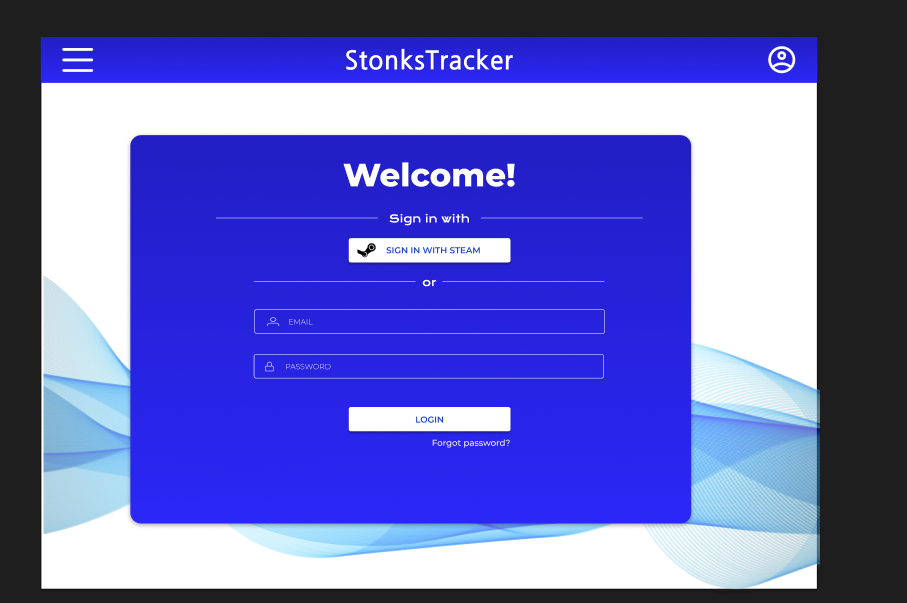 StonksTracker
Welcome!
Sign in with
SIGN IN WITH STEAM
or
EMAIL
PASSWORD
LOGIN
Forgot password?